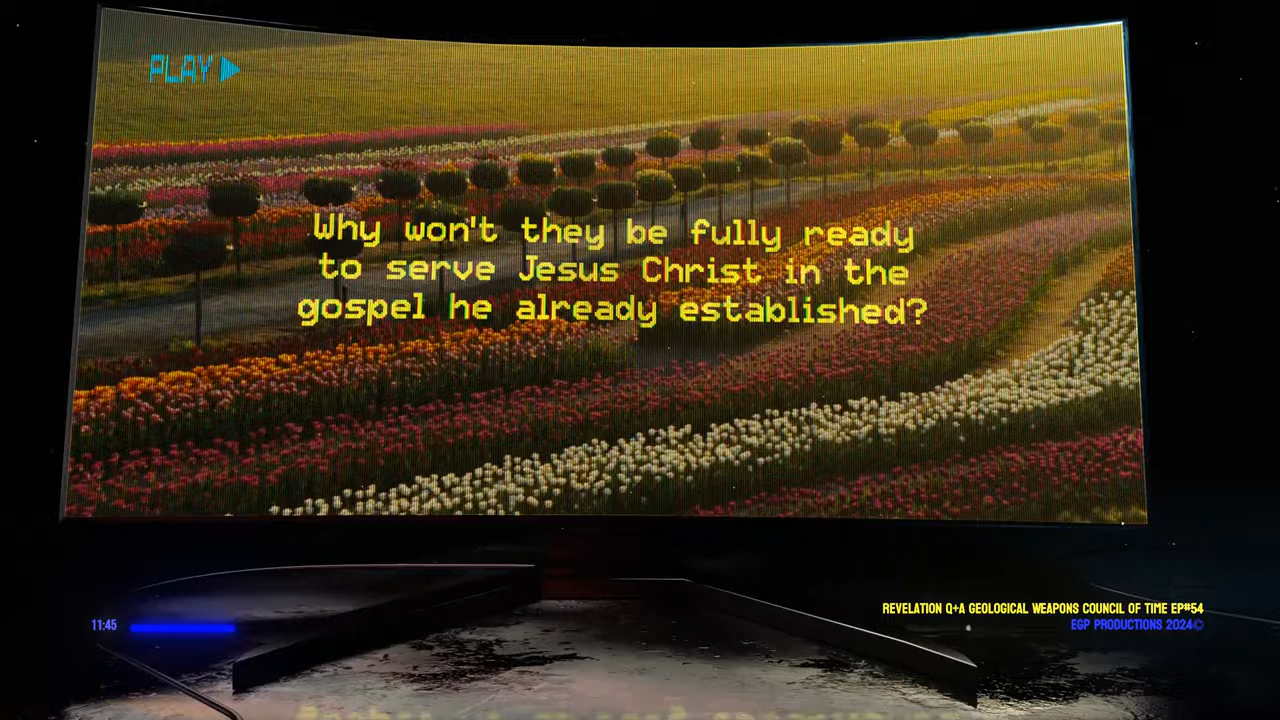 PLAY
Why won't they be fully ready
to serve Jesus Christ in the
gospel he already established?
11:45
REVELATION Q+A GEOLOGICAL WEAPONS COUNCIL OF TIME EP#54
EGP PRODUCTIONS 2024©